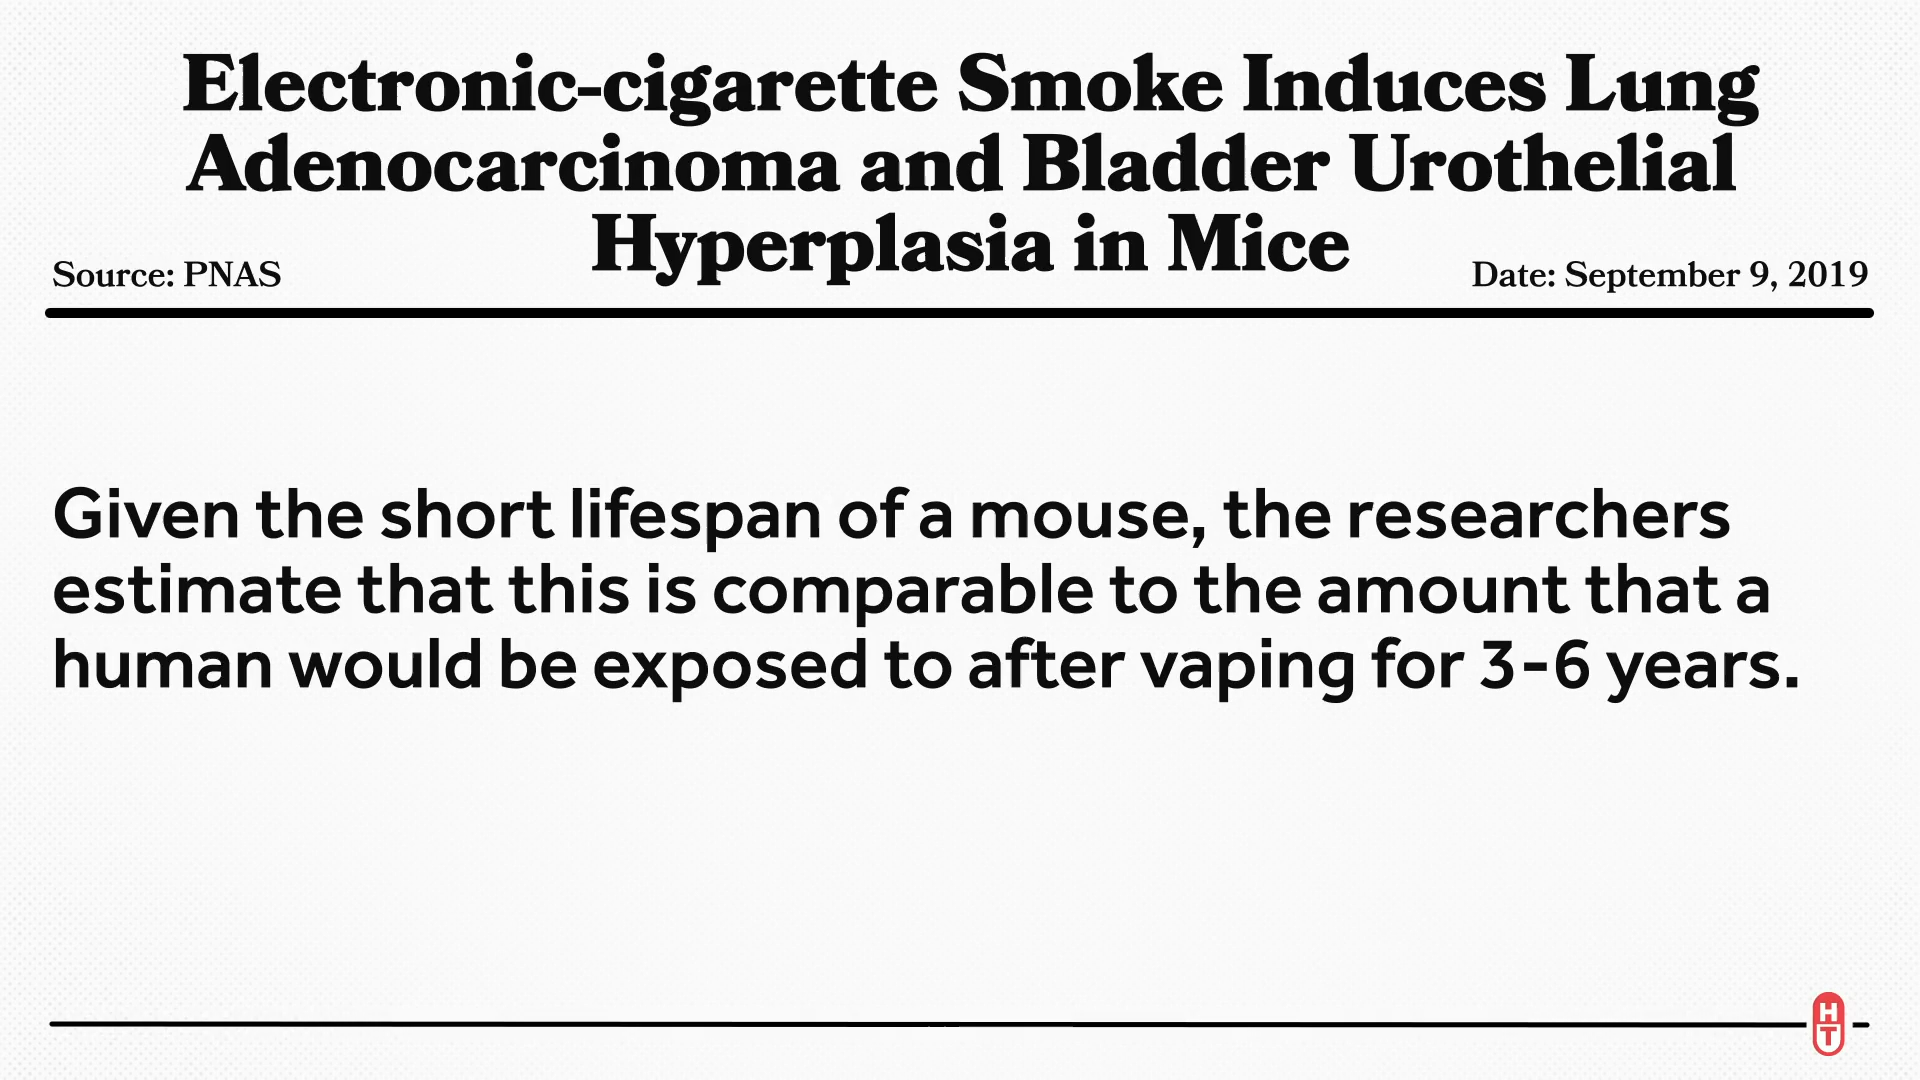 Electronic-cigarette Smoke Induces Lung
Adenocarcinoma and Bladder Urothelial
Hyperplasia in Mice
Source: PNAS
Date: September 9, 2019
Given the short lifespan of a mouse, the researchers
estimate that this is comparable to the amount that a
human would be exposed to after vaping for 3-6 years.
H
T